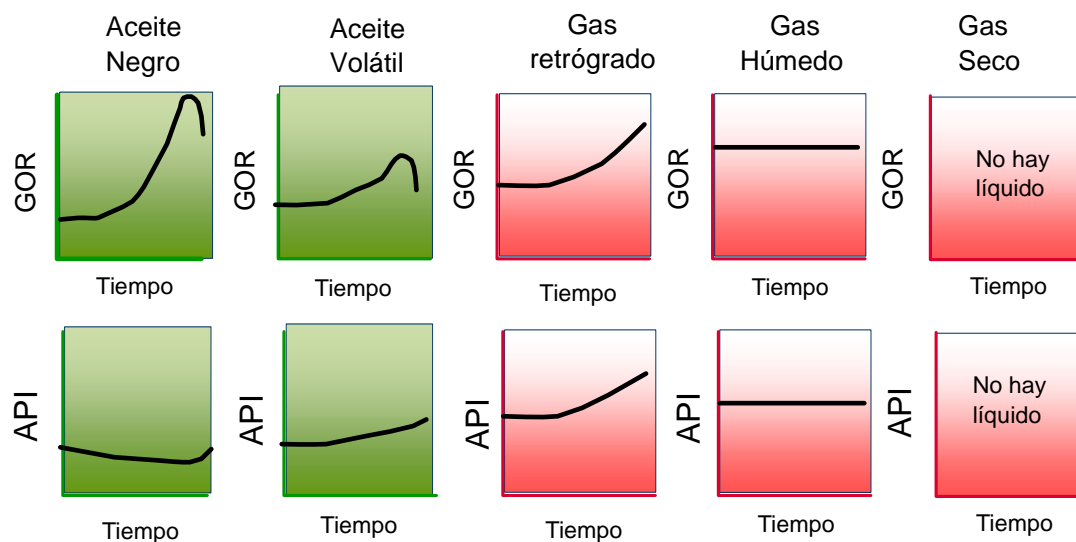 Aceite
Negro
Aceite
Volátil
Gas
retrógrado
Gas
Húmedo
Gas
Seco
GOR
GOR
GOR
GOR
GOR
No hay
líquido
Tiempo
Tiempo
Tiempo
Tiempo
Tiempo
API
API
API
API
API
No hay
líquido
Tiempo
Tiempo
Tiempo
Tiempo
Tiempo